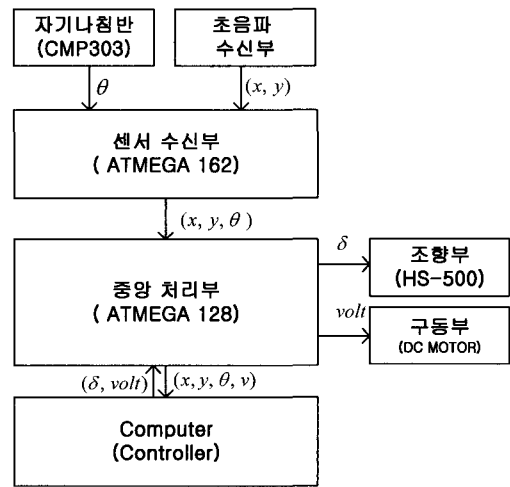 자기나침반
(CMP303)
초음파
수신부
θ
(x, y)
센서 수신부
( ATMEGA 162)
(x, y, θ )
중앙 처리부
( ATMEGA 128)
δ
조향부
(HS-500)
volt
구동부
(DC MOTOR)
(δ, volt)
(x, y, θ, v)
Computer
(Controller)